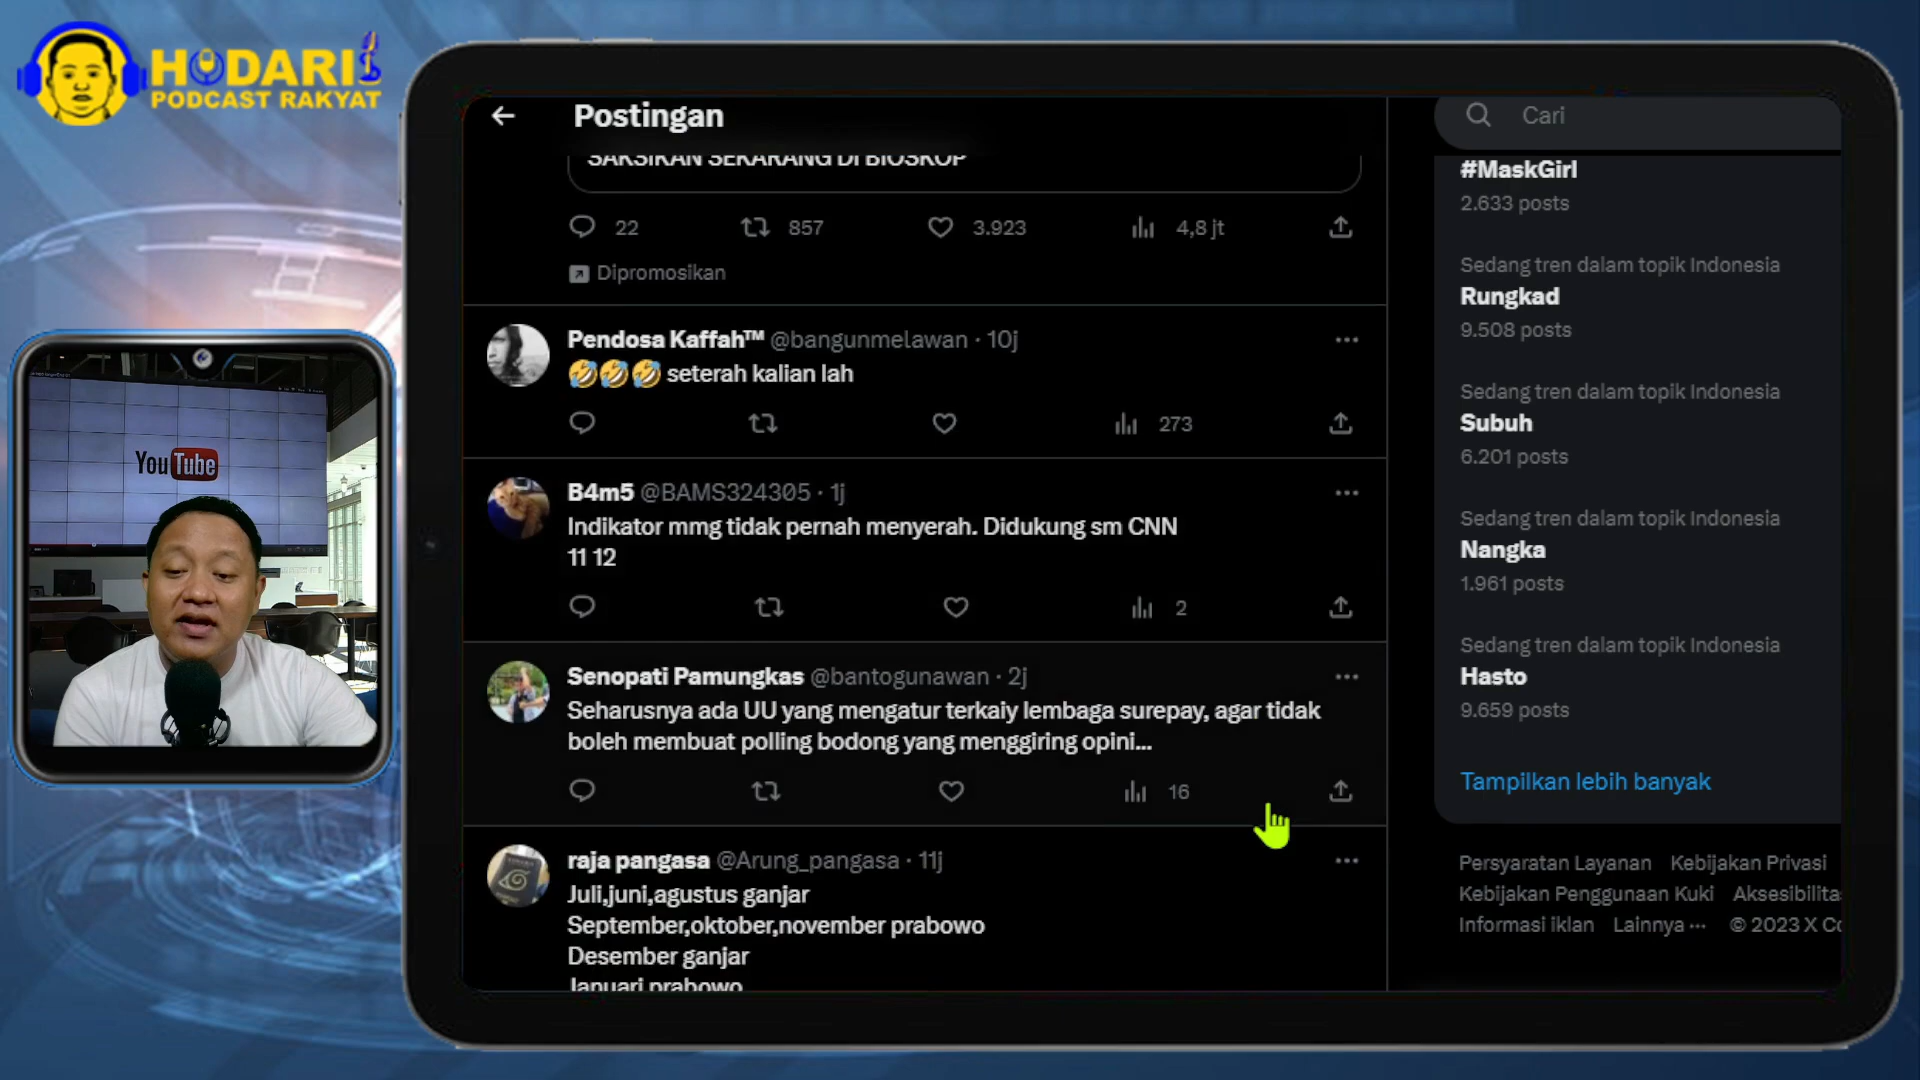 HODARI
PODCAST RAKYAT
YouTube
Postingan
SAKSIKAN SEKARANG DI BIOSKOP
22
857
3.923
4,8 jt
Dipromosikan
Pendosa Kaffah™ @bangunmelawan · 10j
🤣🤣🤣 seterah kalian lah
273
B4m5 @BAMS324305 · 1j
Indikator mmg tidak pernah menyerah. Didukung sm CNN
11 12
2
Senopati Pamungkas @bantogunawan · 2j
Seharusnya ada UU yang mengatur terkaiy lembaga surepay, agar tidak
boleh membuat polling bodong yang menggiring opini...
16
raja pangasa @Arung_pangasa · 11j
Juli,juni,agustus ganjar
September,oktober,november prabowo
Desember ganjar
Januari prabowo
Cari
#MaskGirl
2.633 posts
Sedang tren dalam topik Indonesia
Rungkad
9.508 posts
Sedang tren dalam topik Indonesia
Subuh
6.201 posts
Sedang tren dalam topik Indonesia
Nangka
1.961 posts
Sedang tren dalam topik Indonesia
Hasto
9.659 posts
Tampilkan lebih banyak
Persyaratan Layanan Kebijakan Privasi
Kebijakan Penggunaan Kuki Aksesibilitas
Informasi iklan Lainnya ··· © 2023 X Co